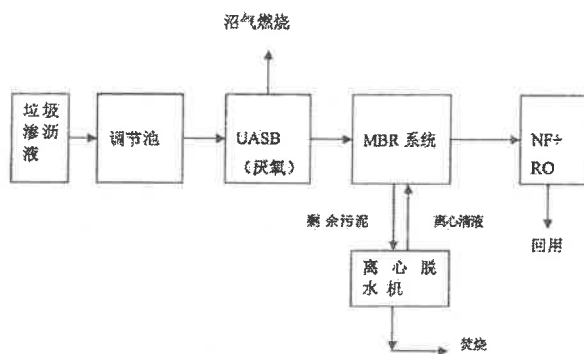 沼气燃烧
垃圾
渗沥
液
调节池
UASB
（厌氧）
MBR 系统
NF+
RO
剩余污泥
离心清液
回用
离心脱
水机
焚烧